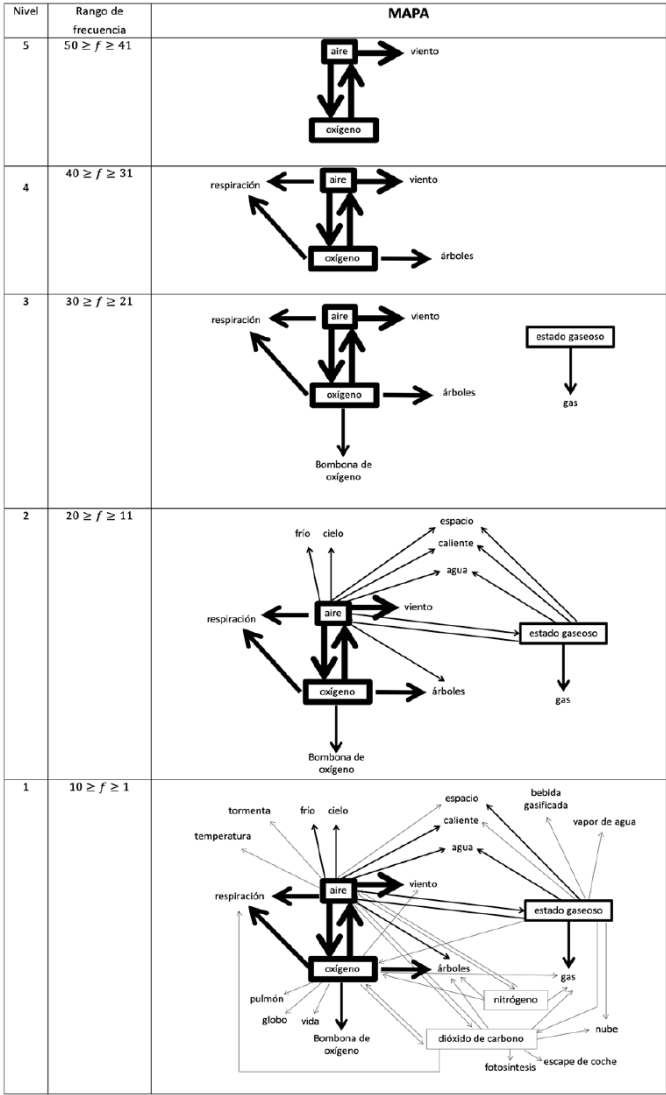 Nivel
Rango de
frecuencia
MAPA
5
50 ≥ f ≥ 41
aire
viento
oxígeno
4
40 ≥ f ≥ 31
respiración
aire
viento
oxígeno
árboles
3
30 ≥ f ≥ 21
respiración
aire
viento
estado gaseoso
oxígeno
árboles
gas
Bombona de
oxígeno
2
20 ≥ f ≥ 11
espacio
frío
cielo
caliente
agua
respiración
aire
viento
estado gaseoso
oxígeno
árboles
gas
Bombona de
oxígeno
1
10 ≥ f ≥ 1
tormenta
frío
cielo
espacio
bebida
gasificada
temperatura
caliente
vapor de agua
agua
respiración
aire
viento
estado gaseoso
oxígeno
árboles
gas
pulmón
nitrógeno
globo
vida
Bombona de
oxígeno
dióxido de carbono
nube
fotosíntesis
escape de coche